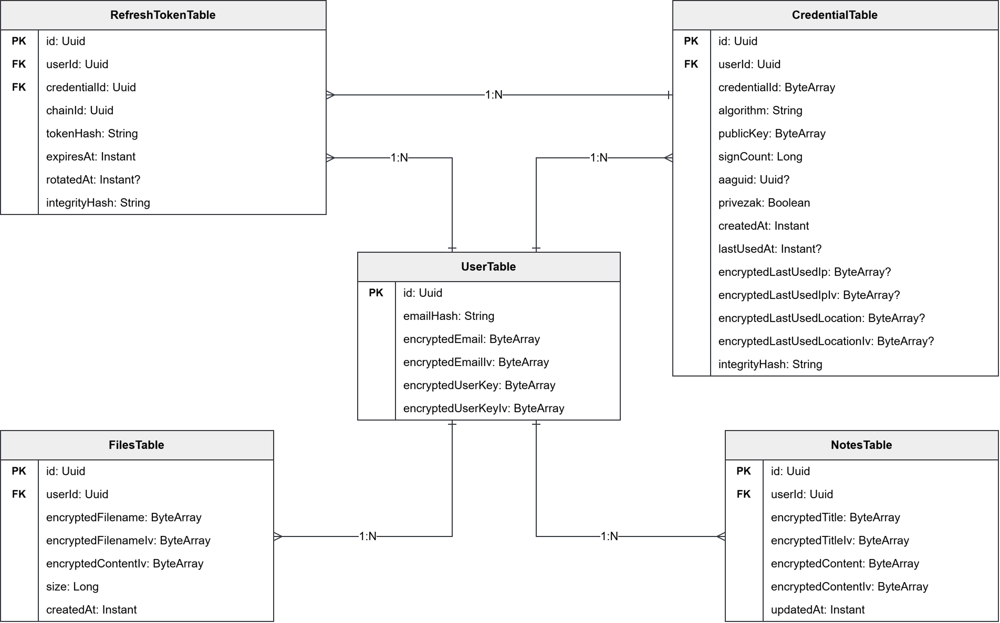 RefreshTokenTable
PK id: Uuid
FK userId: Uuid
FK credentialId: Uuid
chainId: Uuid
tokenHash: String
expiresAt: Instant
rotatedAt: Instant?
integrityHash: String
1:N
1:N
1:N
CredentialTable
PK id: Uuid
FK userId: Uuid
credentialId: ByteArray
algorithm: String
publicKey: ByteArray
signCount: Long
aaguid: Uuid?
privezak: Boolean
createdAt: Instant
lastUsedAt: Instant?
encryptedLastUsedIp: ByteArray?
encryptedLastUsedIpIv: ByteArray?
encryptedLastUsedLocation: ByteArray?
encryptedLastUsedLocationIv: ByteArray?
integrityHash: String
UserTable
PK id: Uuid
emailHash: String
encryptedEmail: ByteArray
encryptedEmailIv: ByteArray
encryptedUserKey: ByteArray
encryptedUserKeyIv: ByteArray
FilesTable
PK id: Uuid
FK userId: Uuid
encryptedFilename: ByteArray
encryptedFilenameIv: ByteArray
encryptedContentIv: ByteArray
size: Long
createdAt: Instant
1:N
1:N
NotesTable
PK id: Uuid
FK userId: Uuid
encryptedTitle: ByteArray
encryptedTitleIv: ByteArray
encryptedContent: ByteArray
encryptedContentIv: ByteArray
updatedAt: Instant